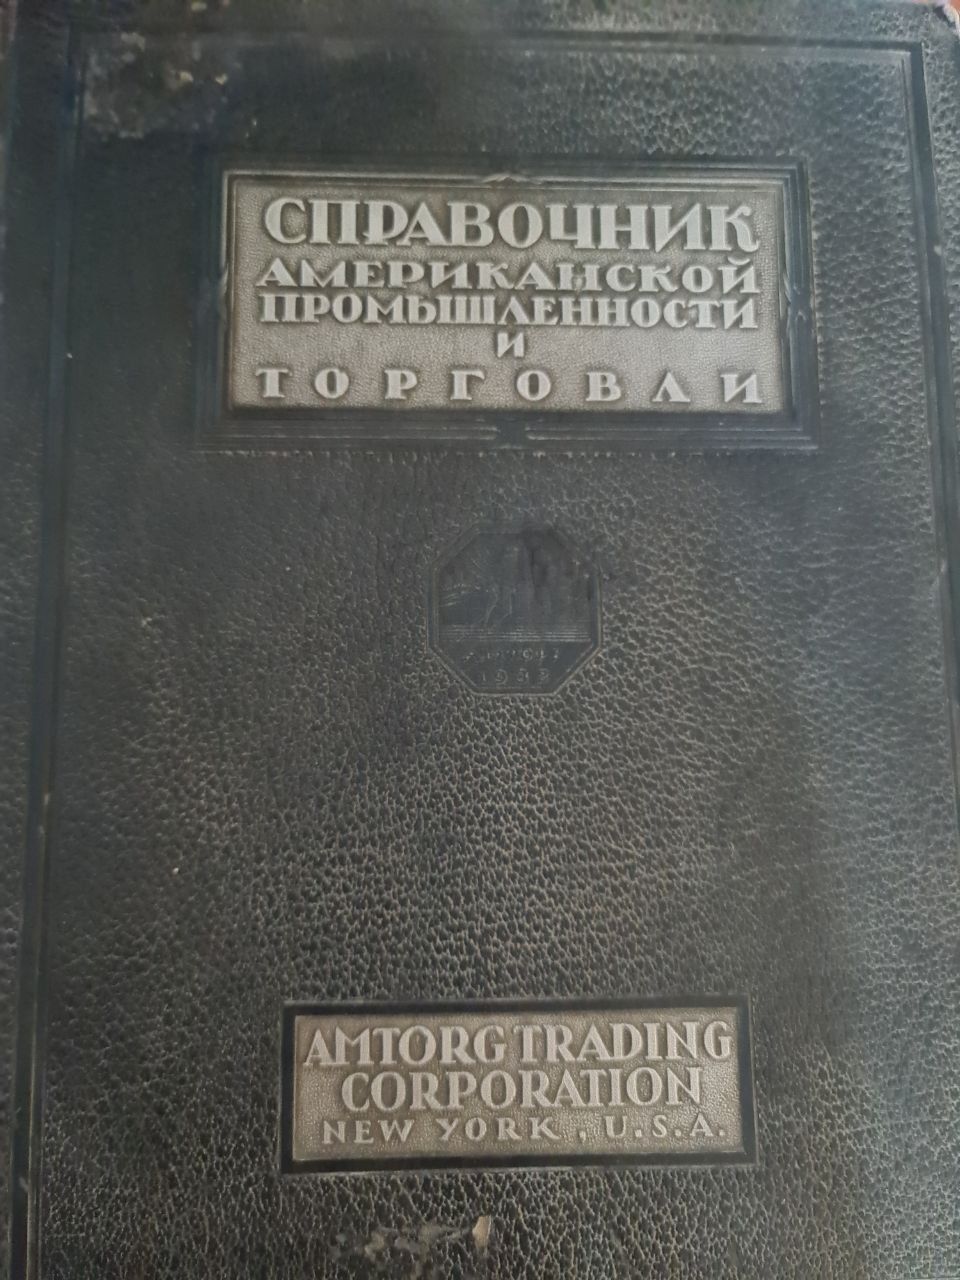 СПРАВОЧНИК
АМЕРИКАНСКОЙ
ПРОМЫШЛЕННОСТИ
И
ТОРГОВЛИ
AMTORG TRADING
CORPORATION
NEW YORK, U.S.A.